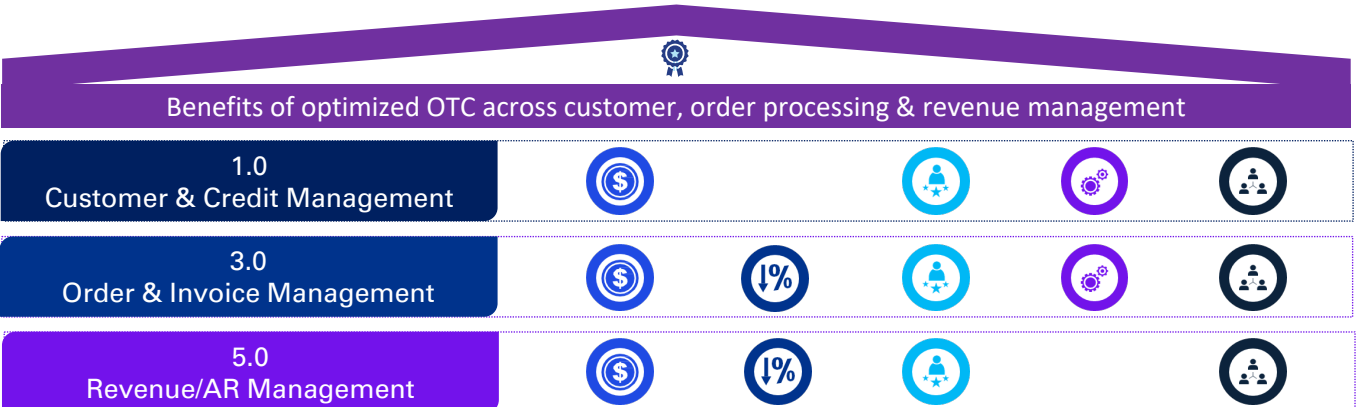 Benefits of optimized OTC across customer, order processing & revenue management
1.0
Customer & Credit Management
$
3.0
Order & Invoice Management
$
↓%
5.0
Revenue/AR Management
$
↓%